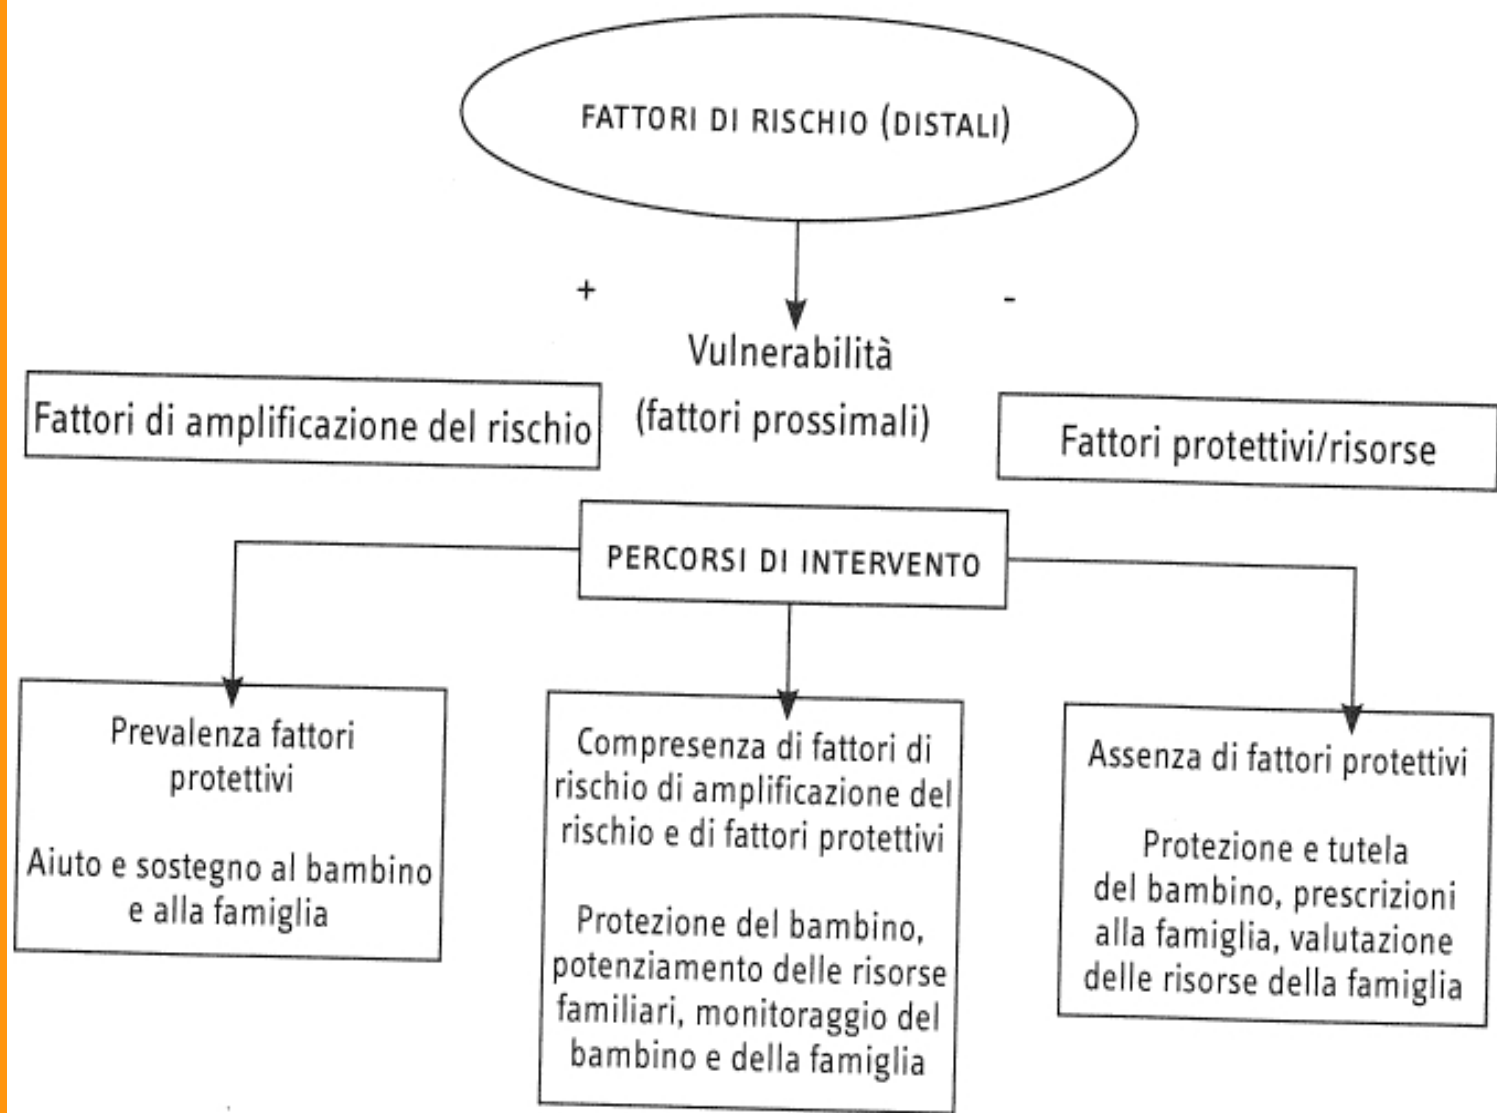 FATTORI DI RISCHIO (DISTALI)
+
-
Vulnerabilità
(fattori prossimali)
Fattori di amplificazione del rischio
Fattori protettivi/risorse
PERCORSI DI INTERVENTO
Prevalenza fattori
protettivi
Aiuto e sostegno al bambino
e alla famiglia
Compresenza di fattori di
rischio di amplificazione del
rischio e di fattori protettivi
Protezione del bambino,
potenziamento delle risorse
familiari, monitoraggio del
bambino e della famiglia
Assenza di fattori protettivi
Protezione e tutela
del bambino, prescrizioni
alla famiglia, valutazione
delle risorse della famiglia